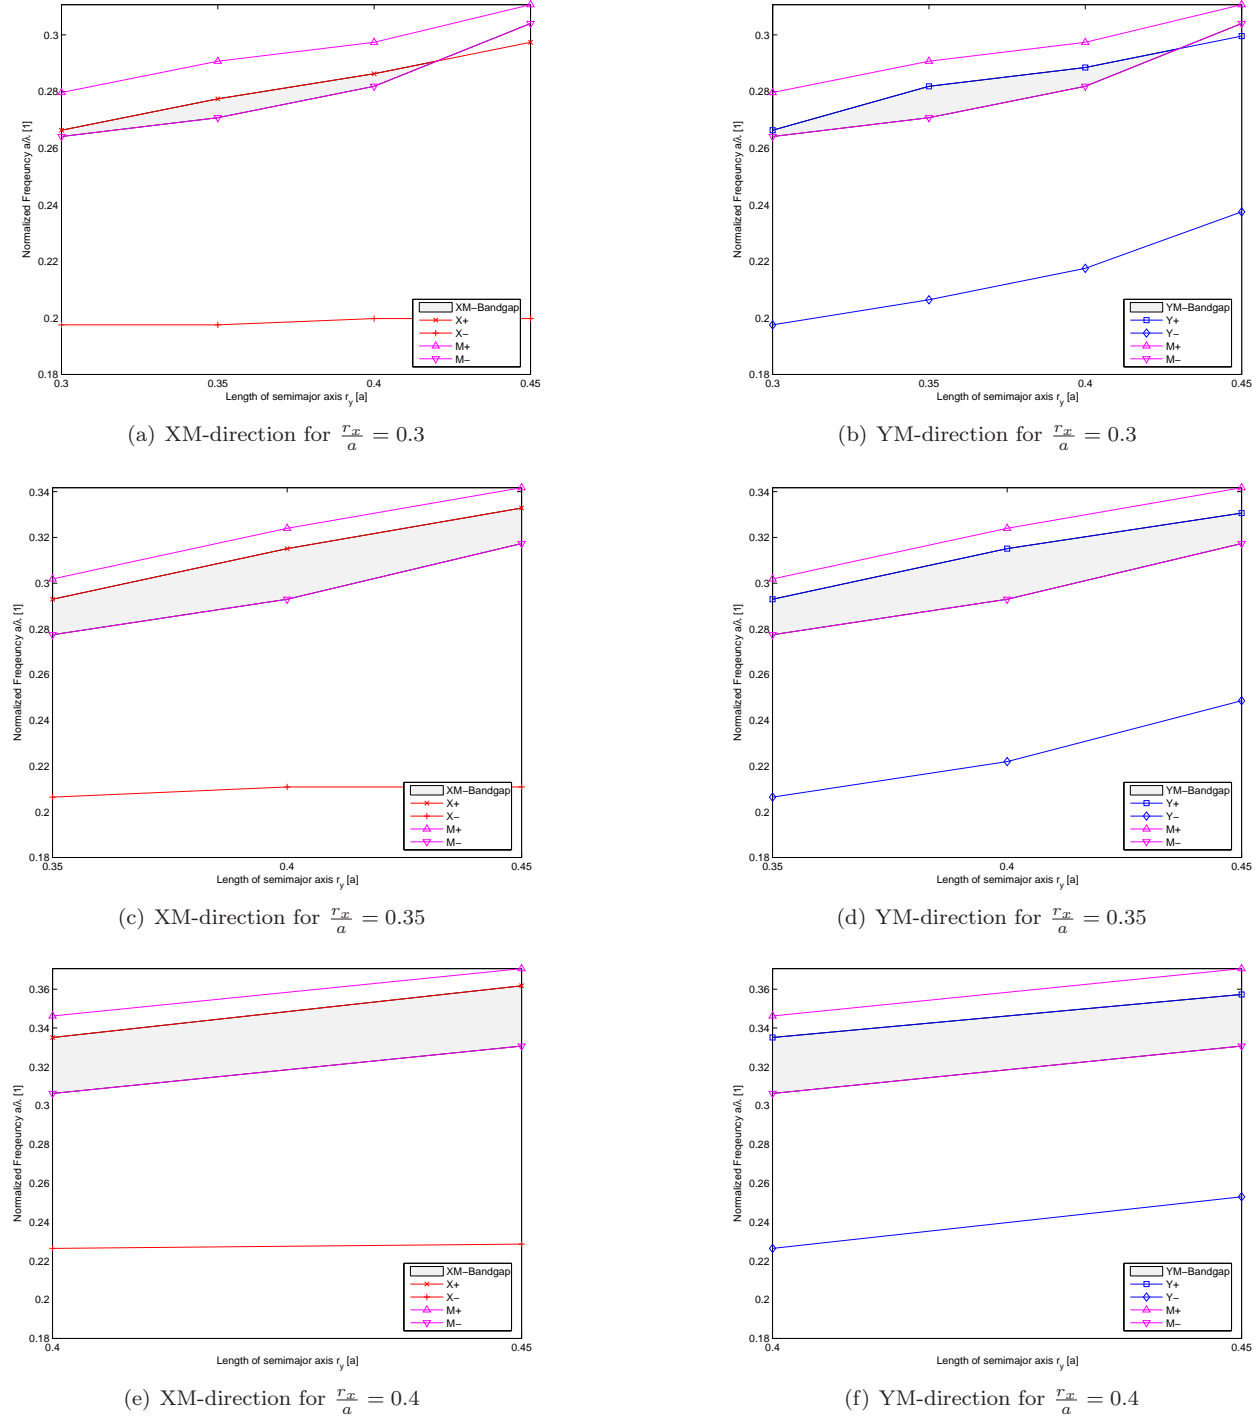 0.3
0.28
0.26
0.24
0.22
0.2
0.18
Normalized Freqeuncy a/λ [1]
0.3
0.35
0.4
0.45
Length of semimajor axis r_y [a]
XM−Bandgap
X+
X−
M+
M−
(a) XM-direction for r_x/a = 0.3
0.3
0.28
0.26
0.24
0.22
0.2
0.18
Normalized Freqeuncy a/λ [1]
0.3
0.35
0.4
0.45
Length of semimajor axis r_y [a]
YM−Bandgap
Y+
Y−
M+
M−
(b) YM-direction for r_x/a = 0.3
0.34
0.32
0.3
0.28
0.26
0.24
0.22
0.2
0.18
Normalized Freqeuncy a/λ [1]
0.35
0.4
0.45
Length of semimajor axis r_y [a]
XM−Bandgap
X+
X−
M+
M−
(c) XM-direction for r_x/a = 0.35
0.34
0.32
0.3
0.28
0.26
0.24
0.22
0.2
0.18
Normalized Freqeuncy a/λ [1]
0.35
0.4
0.45
Length of semimajor axis r_y [a]
YM−Bandgap
Y+
Y−
M+
M−
(d) YM-direction for r_x/a = 0.35
0.36
0.34
0.32
0.3
0.28
0.26
0.24
0.22
0.2
0.18
Normalized Freqeuncy a/λ [1]
0.4
0.45
Length of semimajor axis r_y [a]
XM−Bandgap
X+
X−
M+
M−
(e) XM-direction for r_x/a = 0.4
0.36
0.34
0.32
0.3
0.28
0.26
0.24
0.22
0.2
0.18
Normalized Freqeuncy a/λ [1]
0.4
0.45
Length of semimajor axis r_y [a]
YM−Bandgap
Y+
Y−
M+
M−
(f) YM-direction for r_x/a = 0.4